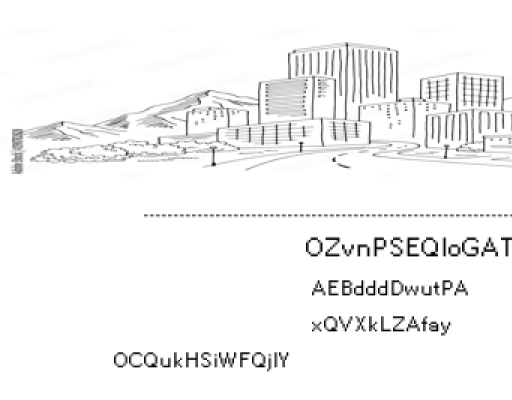 OZvnPSEQIoGAT
AEBdddDwutPA
xQVXkLZAfay
OCQukHSiWFQjlY